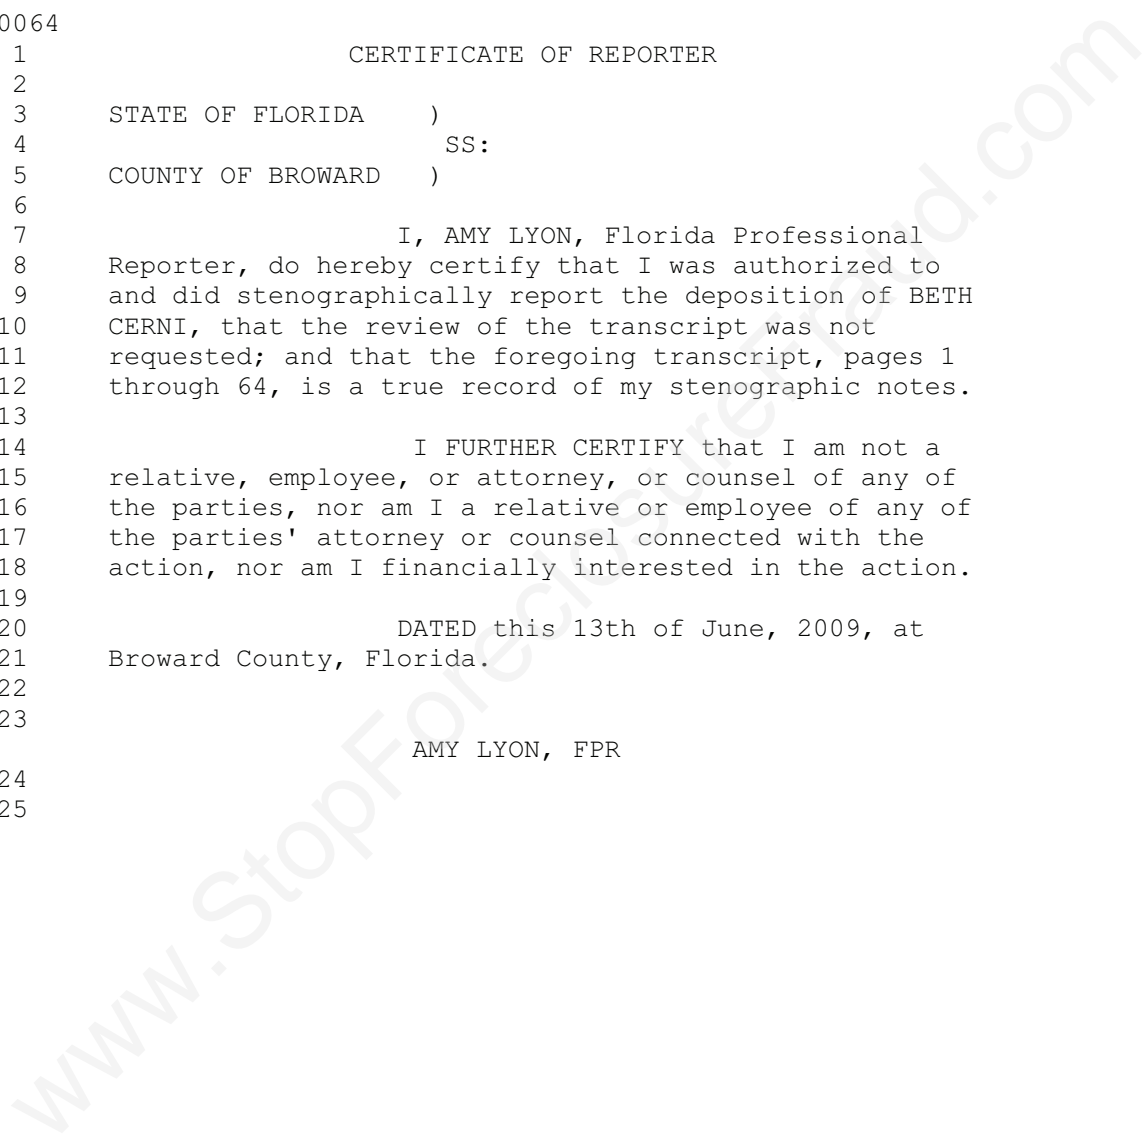 0064
1 CERTIFICATE OF REPORTER
2
3 STATE OF FLORIDA )
4 SS:
5 COUNTY OF BROWARD )
6
7 I, AMY LYON, Florida Professional
8 Reporter, do hereby certify that I was authorized to
9 and did stenographically report the deposition of BETH
10 CERNI, that the review of the transcript was not
11 requested; and that the foregoing transcript, pages 1
12 through 64, is a true record of my stenographic notes.
13
14 I FURTHER CERTIFY that I am not a
15 relative, employee, or attorney, or counsel of any of
16 the parties, nor am I a relative or employee of any of
17 the parties' attorney or counsel connected with the
18 action, nor am I financially interested in the action.
19
20 DATED this 13th of June, 2009, at
21 Broward County, Florida.
22
23
AMY LYON, FPR
24
25
www.StopForeclosureFraud.com